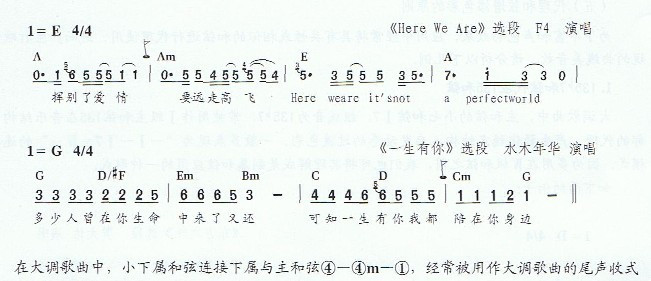 1=E 4/4 《Here We Are》选段 F4 演唱
A Am E A
0· 1 6 5 5 5 1 1 | 0· 5 5 5 4 5 5 5 4 | 3 5· 3 5 5 5 3 5· | 7· 1 3 3 0 |
挥别了爱情 要远走高飞· Here weare it'snot a perfectworld
1=G 4/4 《一生有你》选段 水木年华 演唱
G D/♯F Em Bm C G D Cm G
3 3 3 3 2 2 2 5 | 6 6 6 5 3 — | 4 4 4 6 5 5 5 5 | 1 1 1 2 1 — ‖
多少人曾在你生命 中来了又还 可知一生有你我都 陪在你身边
在大调歌曲中，小下属和弦连接下属与主和弦④—④m—①，经常被用作大调歌曲的尾声收式